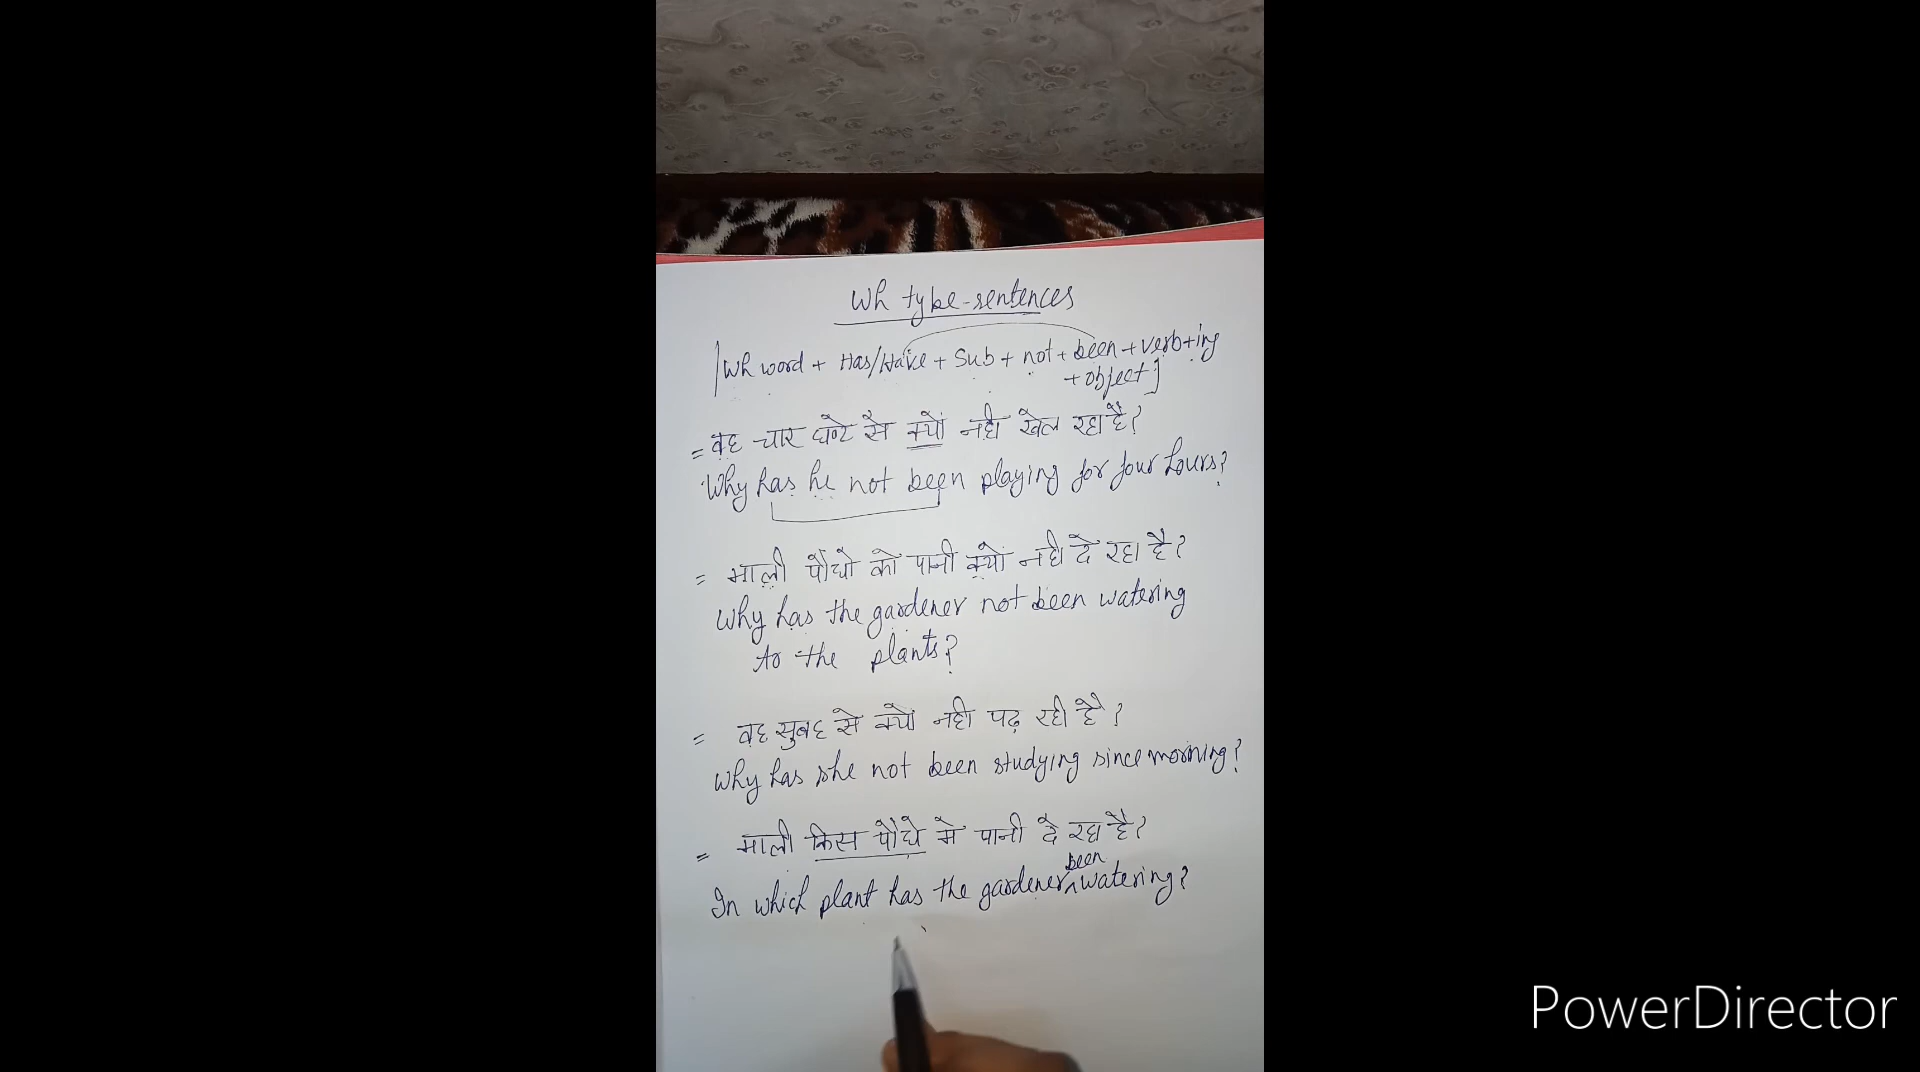 Wh type-sentences
[Wh word + Has/Have + Sub + not + been + verb+ing
+ object]
= वह चार घण्टे से क्यों नही खेल रहा है?
Why has he not been playing for four hours?
= माली पौधो को पानी क्यो नही दे रहा है?
Why has the gardener not been watering
to the plants?
= वह सुबह से क्यो नही पढ़ रही है?
Why has she not been studying since morning?
= माली किस पौधे मे पानी दे रहा है?
been
In which plant has the gardener ^ watering?
PowerDirector